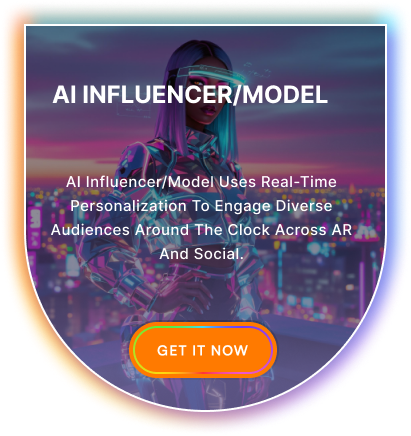 AI INFLUENCER/MODEL
AI Influencer/Model Uses Real-Time
Personalization To Engage Diverse
Audiences Around The Clock Across AR
And Social.
GET IT NOW